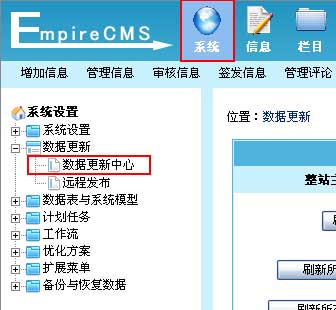 EmpireCMS
系统 信息 栏目
增加信息 管理信息 审核信息 签发信息 管理评论
系统设置
系统设置
数据更新
数据更新中心
远程发布
数据表与系统模型
计划任务
工作流
优化方案
扩展菜单
备份与恢复数据
位置：数据更新
整站主
刷新所
刷新所有